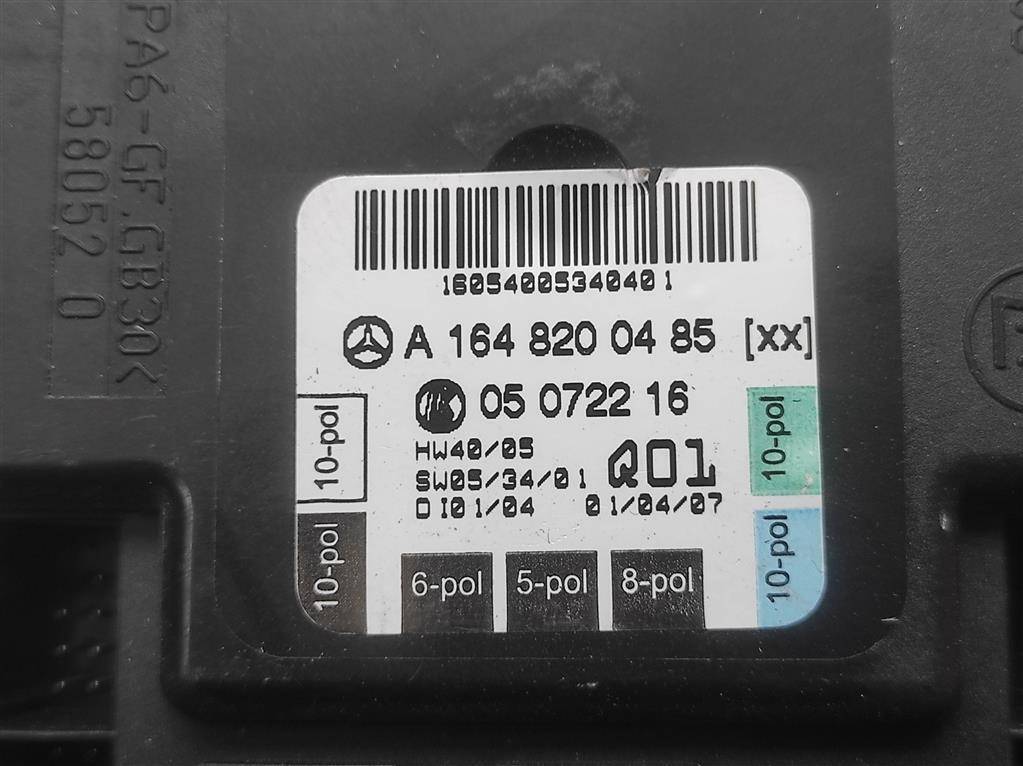 PA6-GF.GB30K
58052 0
1605400534040 1
A 164 820 04 85 [xx]
05 0722 16
HW40/05
SW05/34/01 Q01
DI01/04 01/04/07
10-pol
10-pol
10-pol
10-pol
6-pol 5-pol 8-pol